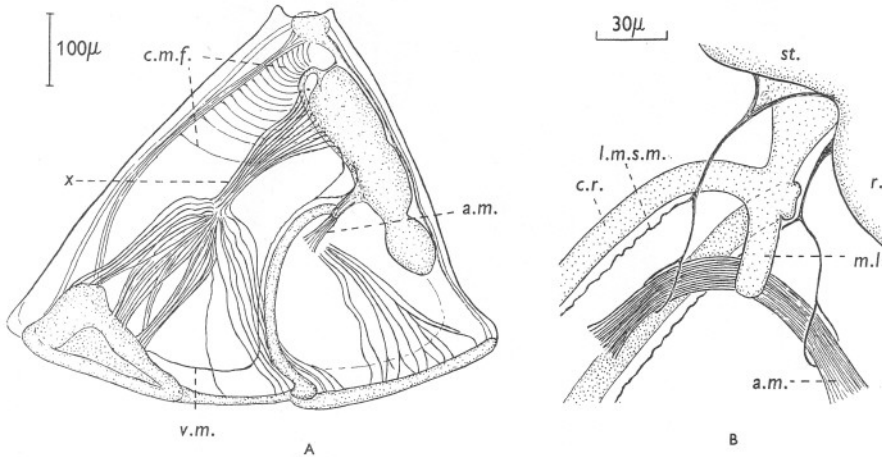 100μ
c.m.f.
x
a.m.
v.m.
A
30μ
st.
l.m.s.m.
c.r.
r.
m.l
a.m.
B